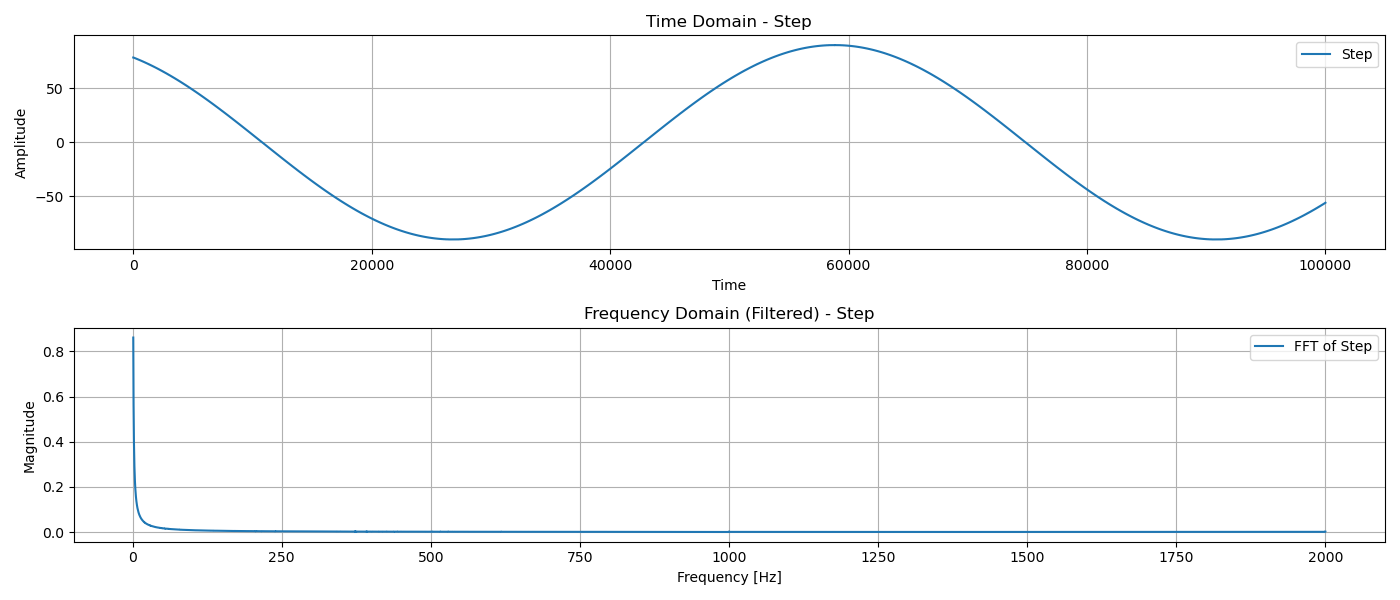 Time Domain - Step
Step
50
0
−50
Amplitude
0 20000 40000 60000 80000 100000
Time
Frequency Domain (Filtered) - Step
FFT of Step
0.8
0.6
0.4
0.2
0.0
Magnitude
0 250 500 750 1000 1250 1500 1750 2000
Frequency [Hz]